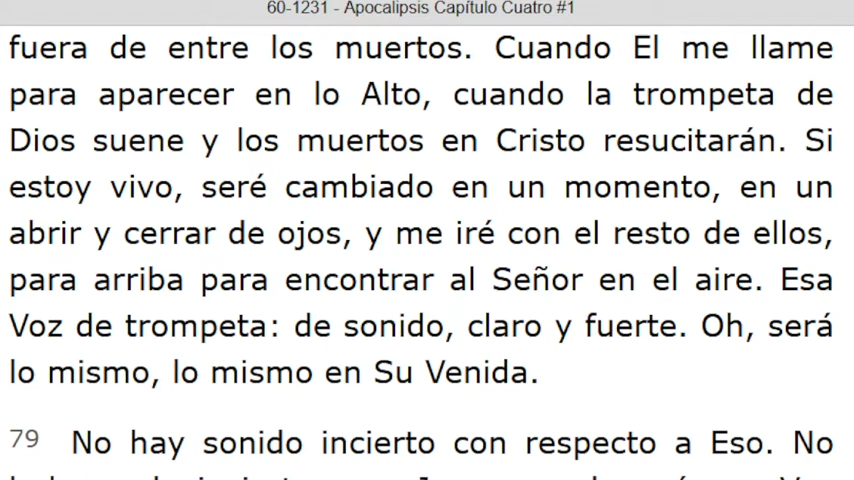 60-1231 - Apocalipsis Capítulo Cuatro #1
fuera de entre los muertos. Cuando El me llame
para aparecer en lo Alto, cuando la trompeta de
Dios suene y los muertos en Cristo resucitarán. Si
estoy vivo, seré cambiado en un momento, en un
abrir y cerrar de ojos, y me iré con el resto de ellos,
para arriba para encontrar al Señor en el aire. Esa
Voz de trompeta: de sonido, claro y fuerte. Oh, será
lo mismo, lo mismo en Su Venida.
79 No hay sonido incierto con respecto a Eso. No